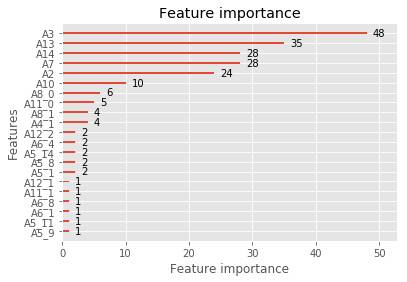 Feature importance
A3 48
A13 35
A14 28
A7 28
A2 24
A10 10
A8_0 6
A11_0 5
A8_1 4
A4_1 4
A12_2 2
A6_4 2
A5_14 2
A5_8 2
A5_1 2
A12_1 1
A11_1 1
A6_8 1
A6_1 1
A5_11 1
A5_9 1
Features
0 10 20 30 40 50
Feature importance